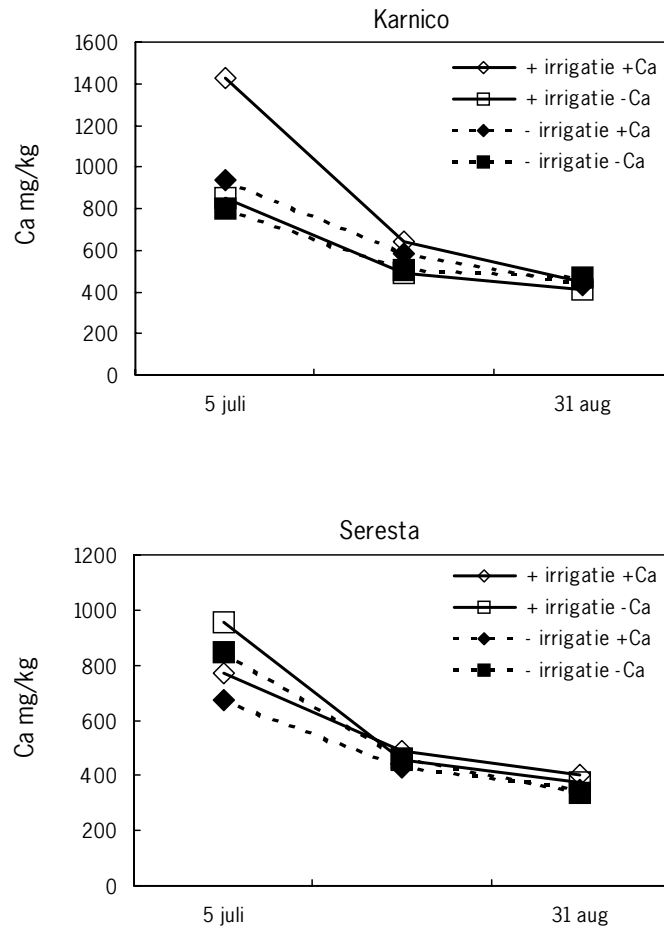 Karnico
Ca mg/kg
1600
1400
1200
1000
800
600
400
200
0
+ irrigatie +Ca
+ irrigatie -Ca
- irrigatie +Ca
- irrigatie -Ca
5 juli
31 aug
Seresta
Ca mg/kg
1200
1000
800
600
400
200
0
+ irrigatie +Ca
+ irrigatie -Ca
- irrigatie +Ca
- irrigatie -Ca
5 juli
31 aug